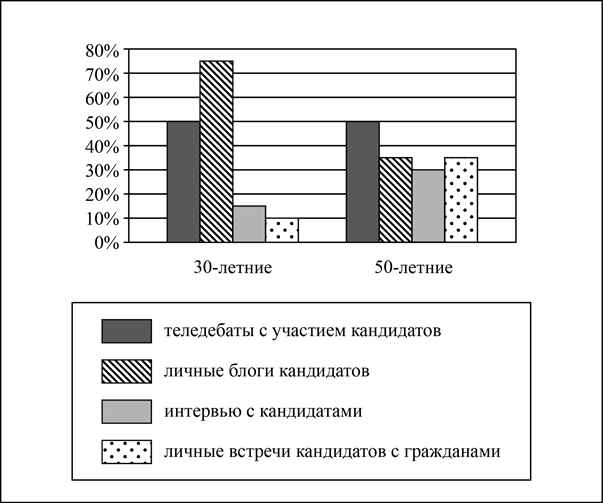 80%
70%
60%
50%
40%
30%
20%
10%
0%
30-летние 50-летние
теледебаты с участием кандидатов
личные блоги кандидатов
интервью с кандидатами
личные встречи кандидатов с гражданами